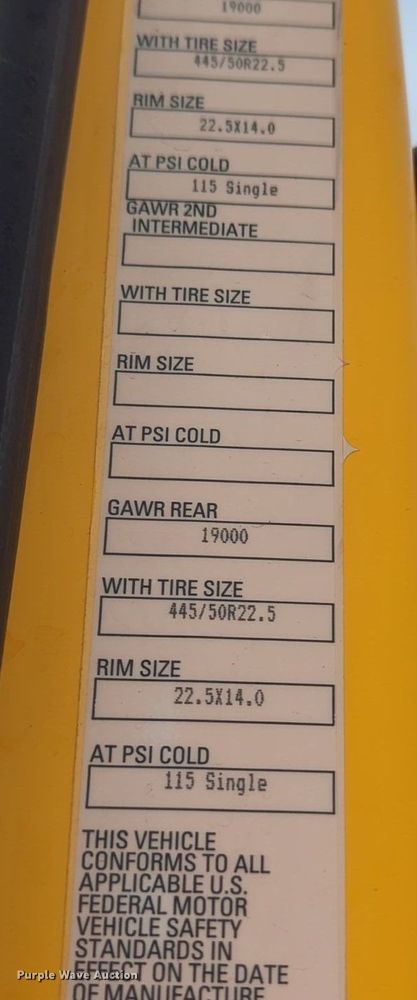 19000
WITH TIRE SIZE
445/50R22.5
RIM SIZE
22.5X14.0
AT PSI COLD
115 Single
GAWR 2ND
INTERMEDIATE
WITH TIRE SIZE
RIM SIZE
AT PSI COLD
GAWR REAR
19000
WITH TIRE SIZE
445/50R22.5
RIM SIZE
22.5X14.0
AT PSI COLD
115 Single
THIS VEHICLE
CONFORMS TO ALL
APPLICABLE U.S.
FEDERAL MOTOR
VEHICLE SAFETY
STANDARDS IN
EFFECT ON THE DATE
OF MANUFACTURE
Purple Wave Auction